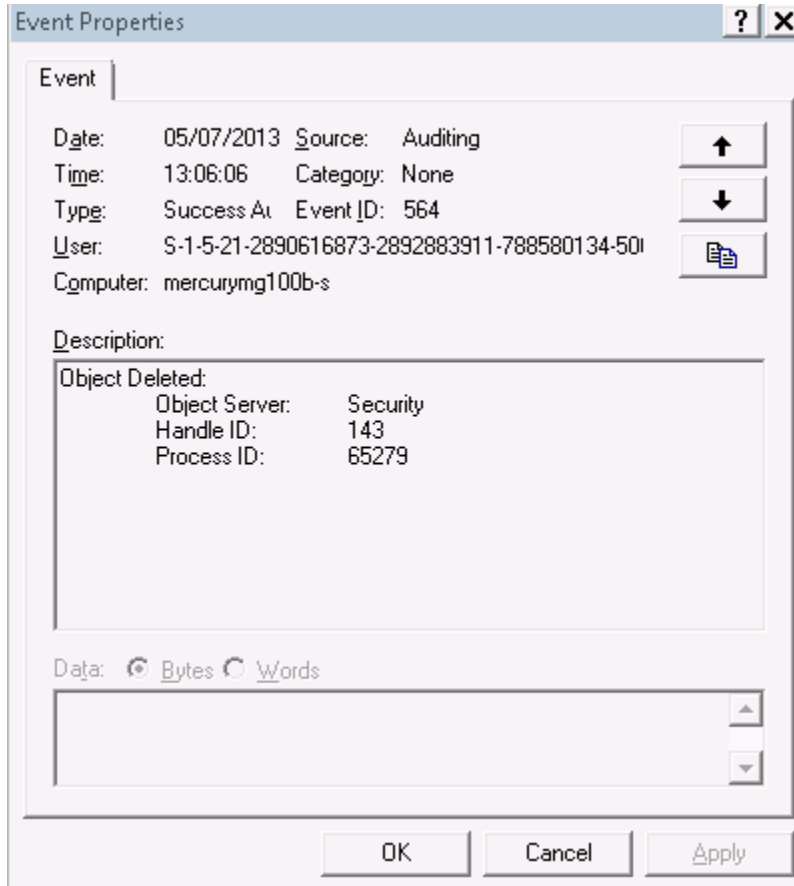 Event Properties
Event
Date: 05/07/2013 Source: Auditing
Time: 13:06:06 Category: None
Type: Success Au Event ID: 564
User: S-1-5-21-2890616873-2892883911-788580134-500
Computer: mercurymg100b-s
Description:
Object Deleted:
Object Server: Security
Handle ID: 143
Process ID: 65279
Data: Bytes Words
OK Cancel Apply